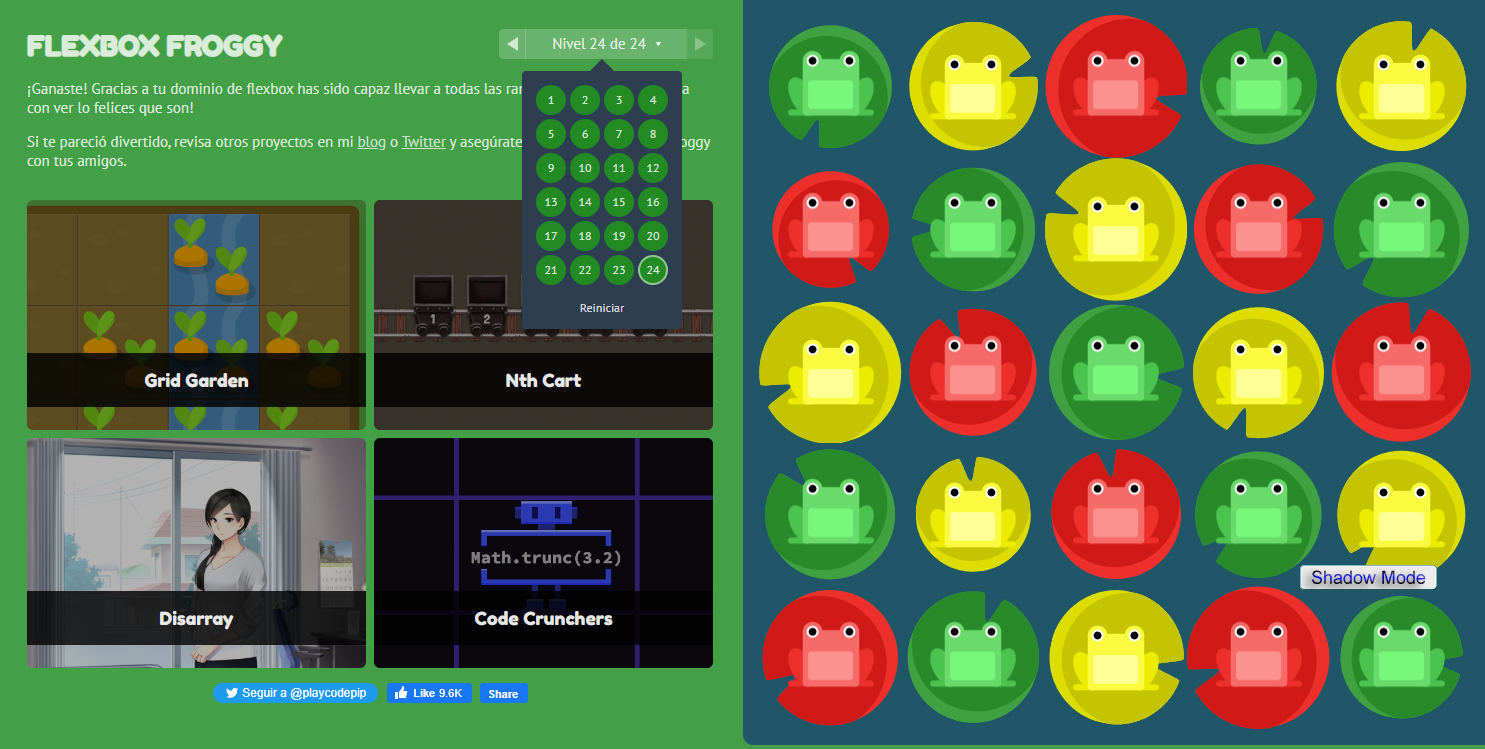 FLEXBOX FROGGY
◀ Nivel 24 de 24 ▾ ▶
¡Ganaste! Gracias a tu dominio de flexbox has sido capaz llevar a todas las
con ver lo felices que son!
Si te pareció divertido, revisa otros proyectos en mi blog o Twitter y asegúrate
con tus amigos.
1 2 3 4
5 6 7 8
9 10 11 12
13 14 15 16
17 18 19 20
21 22 23 24
Reiniciar
1 2
Grid Garden
Nth Cart
Math.trunc(3.2)
Disarray
Code Crunchers
Seguir a @playcodepip
Like 9.6K
Share
Shadow Mode